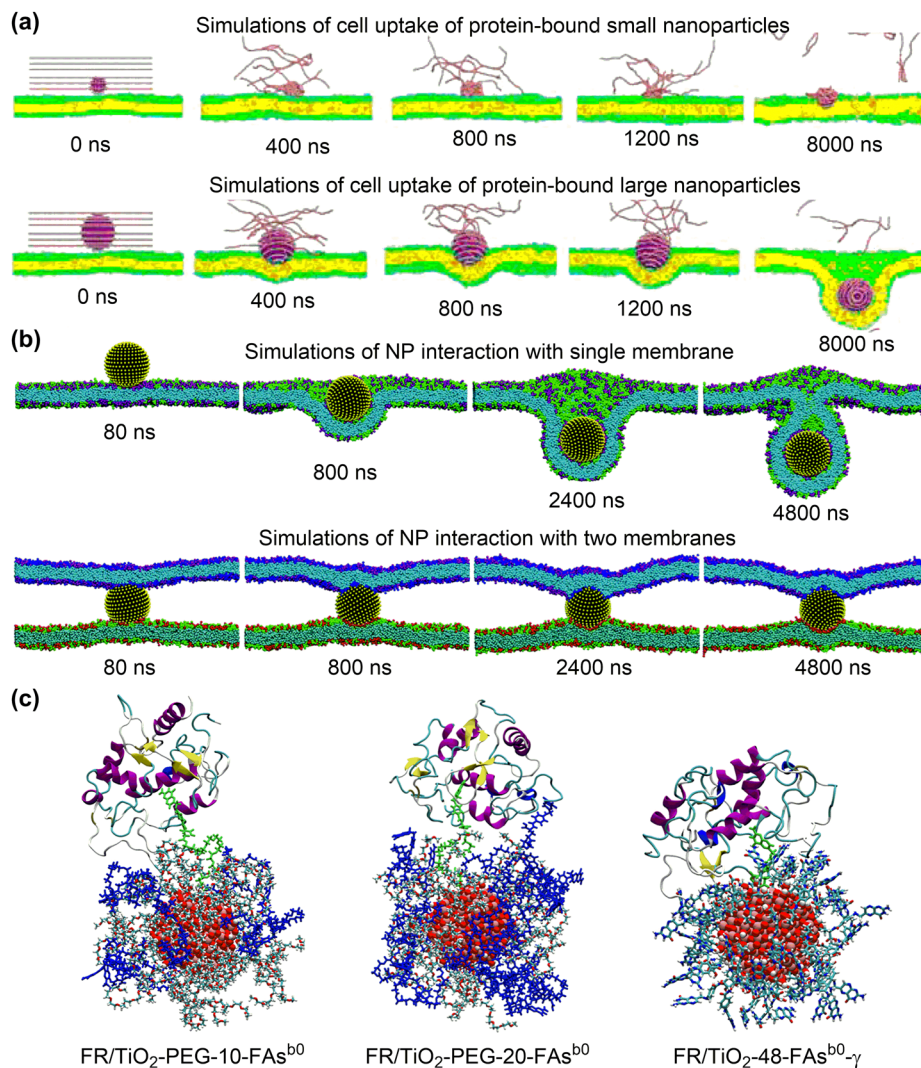 (a)
Simulations of cell uptake of protein-bound small nanoparticles
0 ns
400 ns
800 ns
1200 ns
8000 ns
Simulations of cell uptake of protein-bound large nanoparticles
0 ns
400 ns
800 ns
1200 ns
8000 ns
(b)
Simulations of NP interaction with single membrane
80 ns
800 ns
2400 ns
4800 ns
Simulations of NP interaction with two membranes
80 ns
800 ns
2400 ns
4800 ns
(c)
FR/TiO₂-PEG-10-FAsᵇ⁰
FR/TiO₂-PEG-20-FAsᵇ⁰
FR/TiO₂-48-FAsᵇ⁰-γ